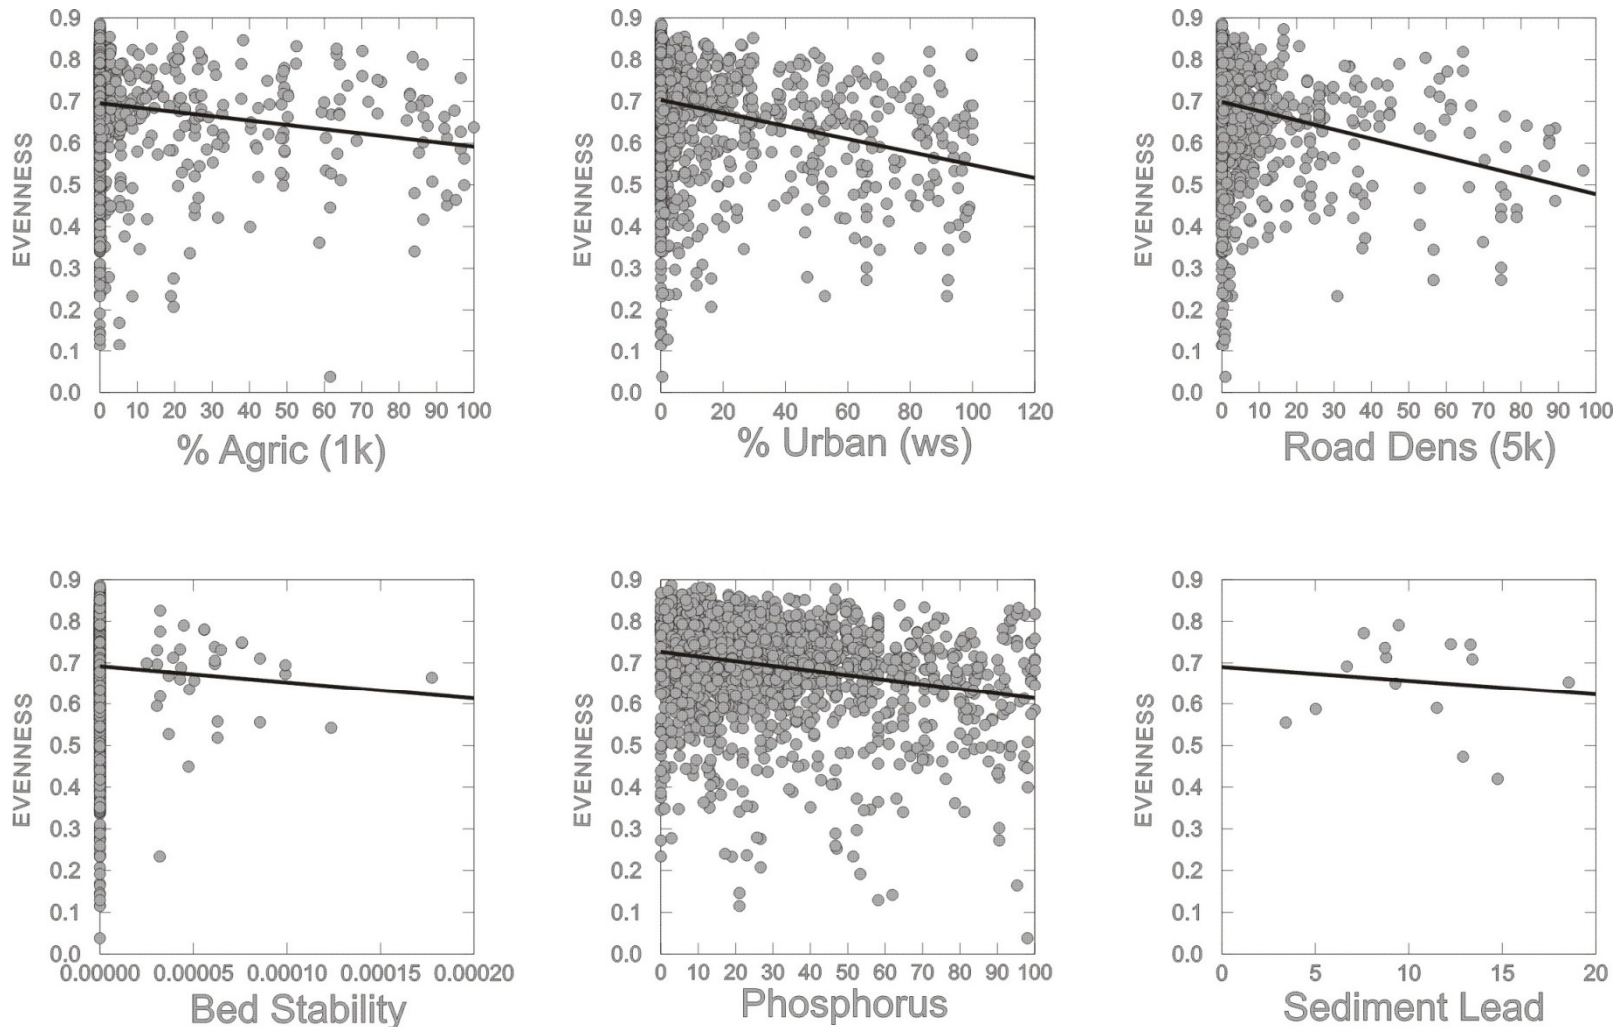 0.9 0.9 0.9
0.8 0.8 0.8
0.7 0.7 0.7
0.6 0.6 0.6
EVENNESS EVENNESS EVENNESS
0.5 0.5 0.5
0.4 0.4 0.4
0.3 0.3 0.3
0.2 0.2 0.2
0.1 0.1 0.1
0.0 0.0 0.0
0 10 20 30 40 50 60 70 80 90 100 0 20 40 60 80 100 120 0 10 20 30 40 50 60 70 80 90 100
% Agric (1k) % Urban (ws) Road Dens (5k)
0.9 0.9 0.9
0.8 0.8 0.8
0.7 0.7 0.7
0.6 0.6 0.6
EVENNESS EVENNESS EVENNESS
0.5 0.5 0.5
0.4 0.4 0.4
0.3 0.3 0.3
0.2 0.2 0.2
0.1 0.1 0.1
0.0 0.0 0.0
0.00000 0.00005 0.00010 0.00015 0.00020 0 10 20 30 40 50 60 70 80 90 100 0 5 10 15 20
Bed Stability Phosphorus Sediment Lead